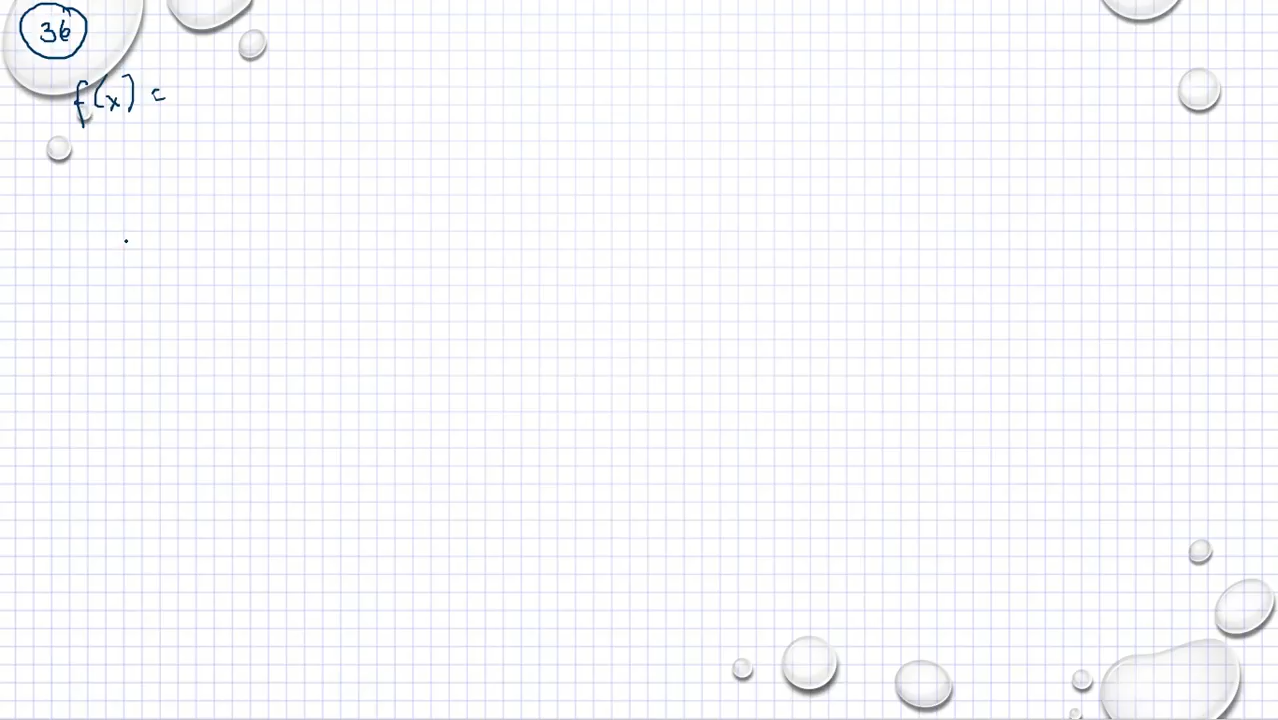 36
f(x) =